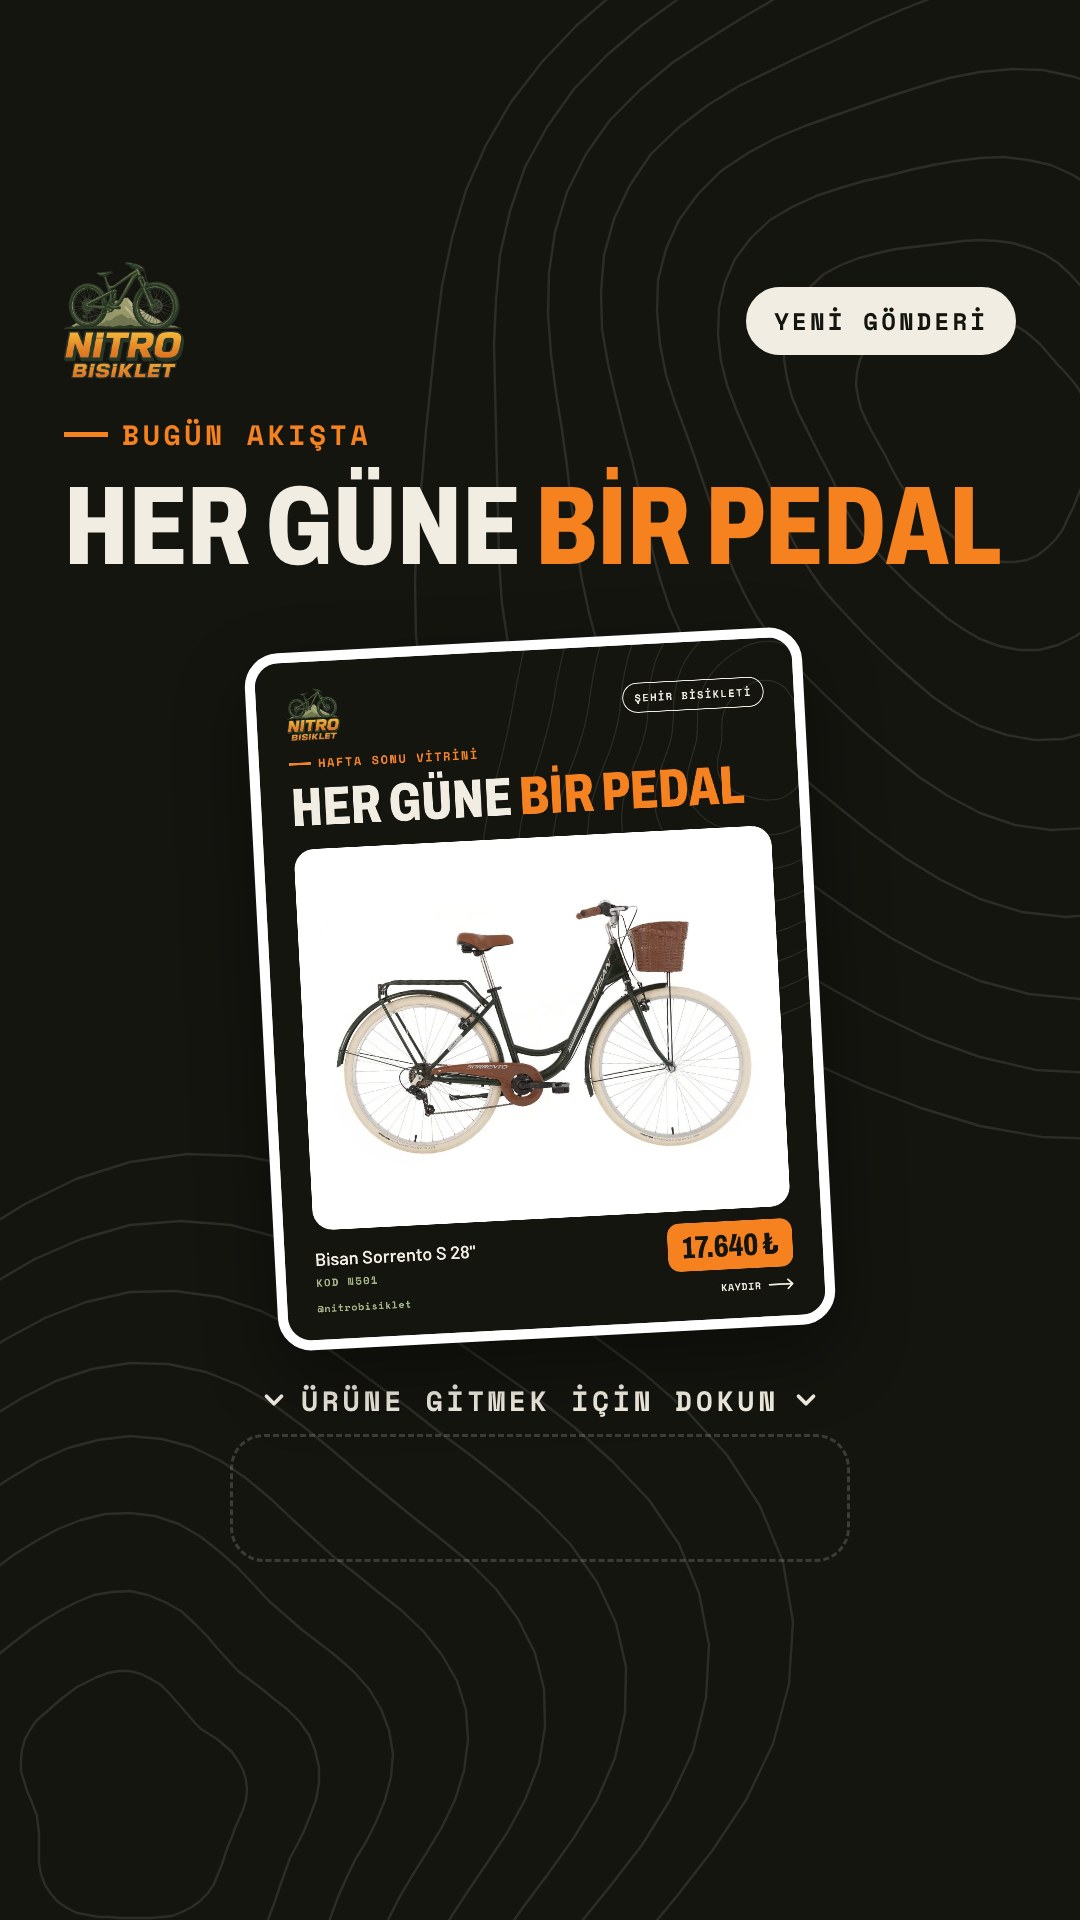 NiTRO
BiSiKLET
YENİ GÖNDERİ
BUGÜN AKIŞTA
HER GÜNE BİR PEDAL
NiTRO
BiSiKLET
ŞEHİR BİSİKLETİ
HAFTA SONU VİTRİNİ
HER GÜNE BİR PEDAL
BISAN
SORRENTO
Bisan Sorrento S 28"
17.640 ₺
KOD N501
KAYDIR
@nitrobisiklet
ÜRÜNE GİTMEK İÇİN DOKUN